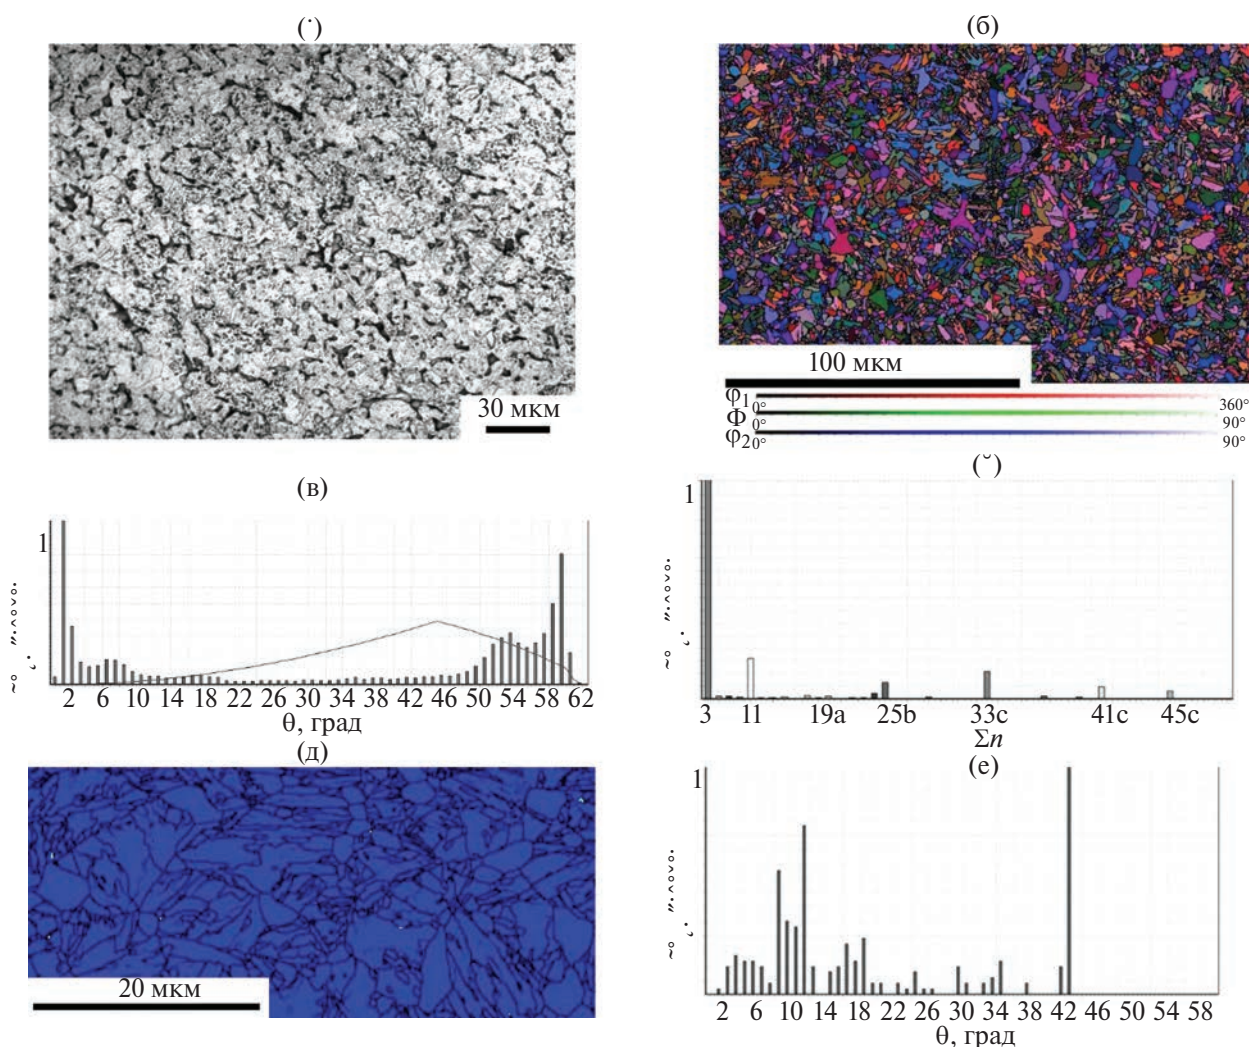 (б)
30 мкм
100 мкм
φ1 0° 360°
Φ 0° 90°
φ2 0° 90°
(в)
1
2 6 10 14 18 22 26 30 34 38 42 46 50 54 58 62
θ, град
1
3 11 19a 25b 33c 41c 45c
Σn
(д)
20 мкм
(е)
1
2 6 10 14 18 22 26 30 34 38 42 46 50 54 58
θ, град